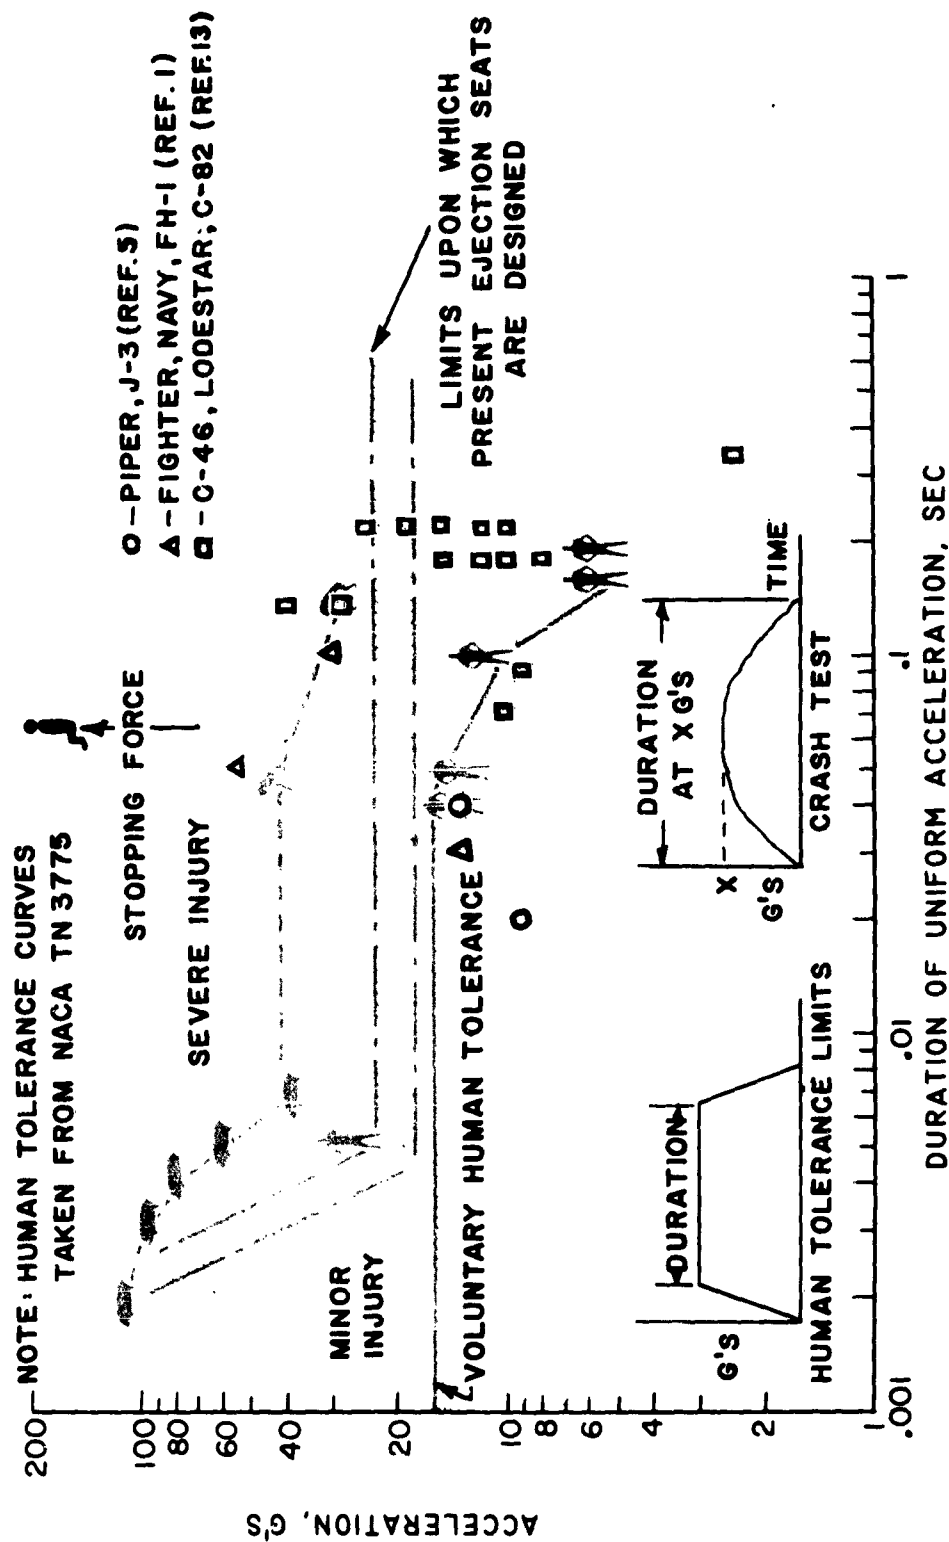 NOTE: HUMAN TOLERANCE CURVES
TAKEN FROM NACA TN 3775
O – PIPER, J-3 (REF. 5)
Δ – FIGHTER, NAVY, FH-1 (REF. 1)
□ – C-46, LODESTAR; C-82 (REF. 13)
STOPPING FORCE
SEVERE INJURY
LIMITS UPON WHICH
PRESENT EJECTION SEATS
ARE DESIGNED
MINOR
INJURY
VOLUNTARY HUMAN TOLERANCE
G'S
DURATION
HUMAN TOLERANCE LIMITS
DURATION
AT X G'S
X
G'S
TIME
CRASH TEST
ACCELERATION, G'S
200
100
80
60
40
20
10
8
6
4
2
1
.001
.01
.1
1
DURATION OF UNIFORM ACCELERATION, SEC